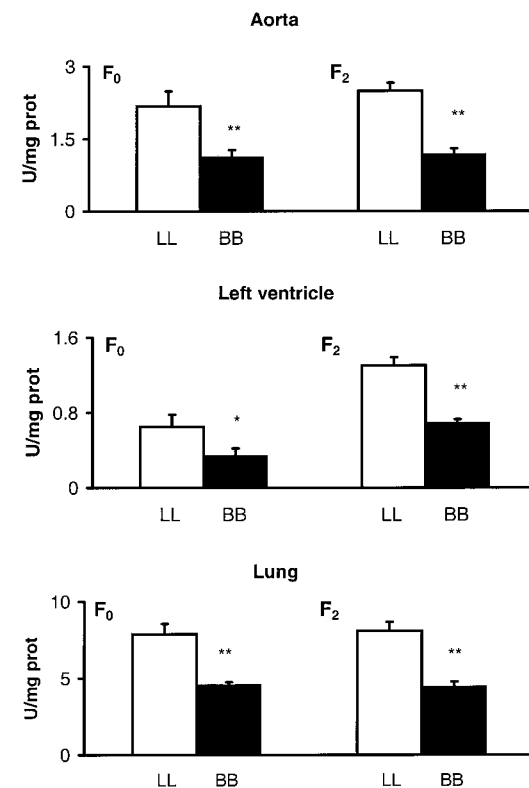 Aorta
F₀ F₂
3
1.5
0
U/mg prot
** **
LL BB LL BB
Left ventricle
F₀ F₂
1.6
0.8
0
U/mg prot
* **
LL BB LL BB
Lung
F₀ F₂
10
5
0
U/mg prot
** **
LL BB LL BB